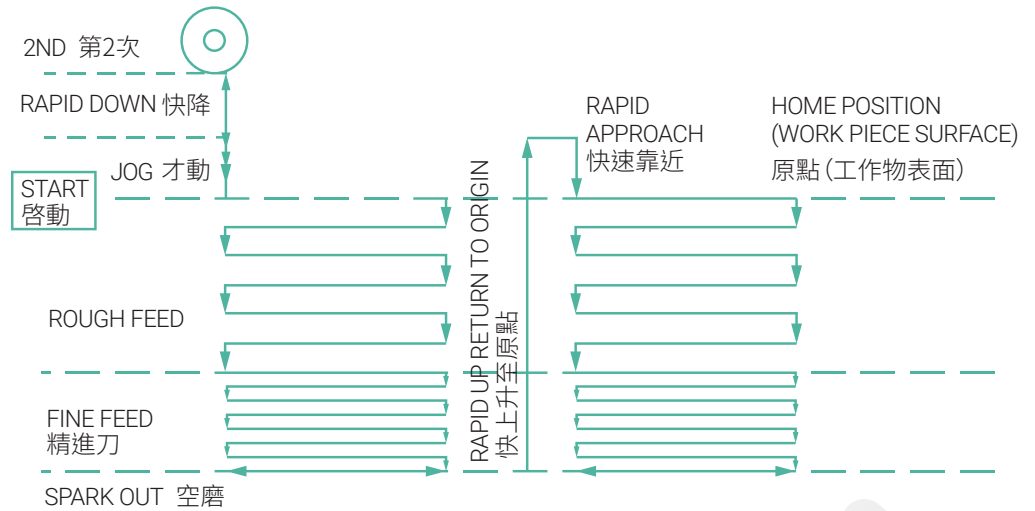 2ND 第2次
RAPID DOWN 快降
JOG 才動
START
啓動
ROUGH FEED
FINE FEED
精進刀
SPARK OUT 空磨
RAPID UP RETURN TO ORIGIN
快上升至原點
RAPID
APPROACH
快速靠近
HOME POSITION
(WORK PIECE SURFACE)
原點(工作物表面)